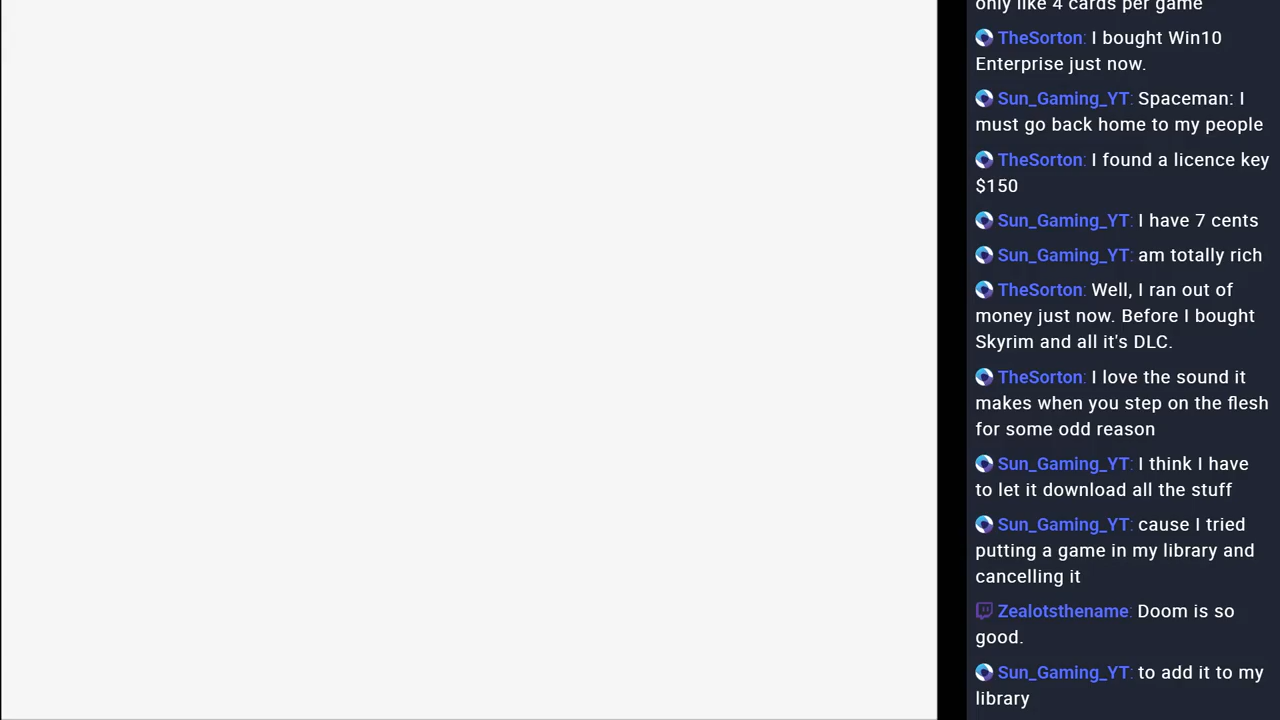 only like 4 cards per game
TheSorton: I bought Win10
Enterprise just now.
Sun_Gaming_YT: Spaceman: I
must go back home to my people
TheSorton: I found a licence key
$150
Sun_Gaming_YT: I have 7 cents
Sun_Gaming_YT: am totally rich
TheSorton: Well, I ran out of
money just now. Before I bought
Skyrim and all it's DLC.
TheSorton: I love the sound it
makes when you step on the flesh
for some odd reason
Sun_Gaming_YT: I think I have
to let it download all the stuff
Sun_Gaming_YT: cause I tried
putting a game in my library and
cancelling it
Zealotsthename: Doom is so
good.
Sun_Gaming_YT: to add it to my
library